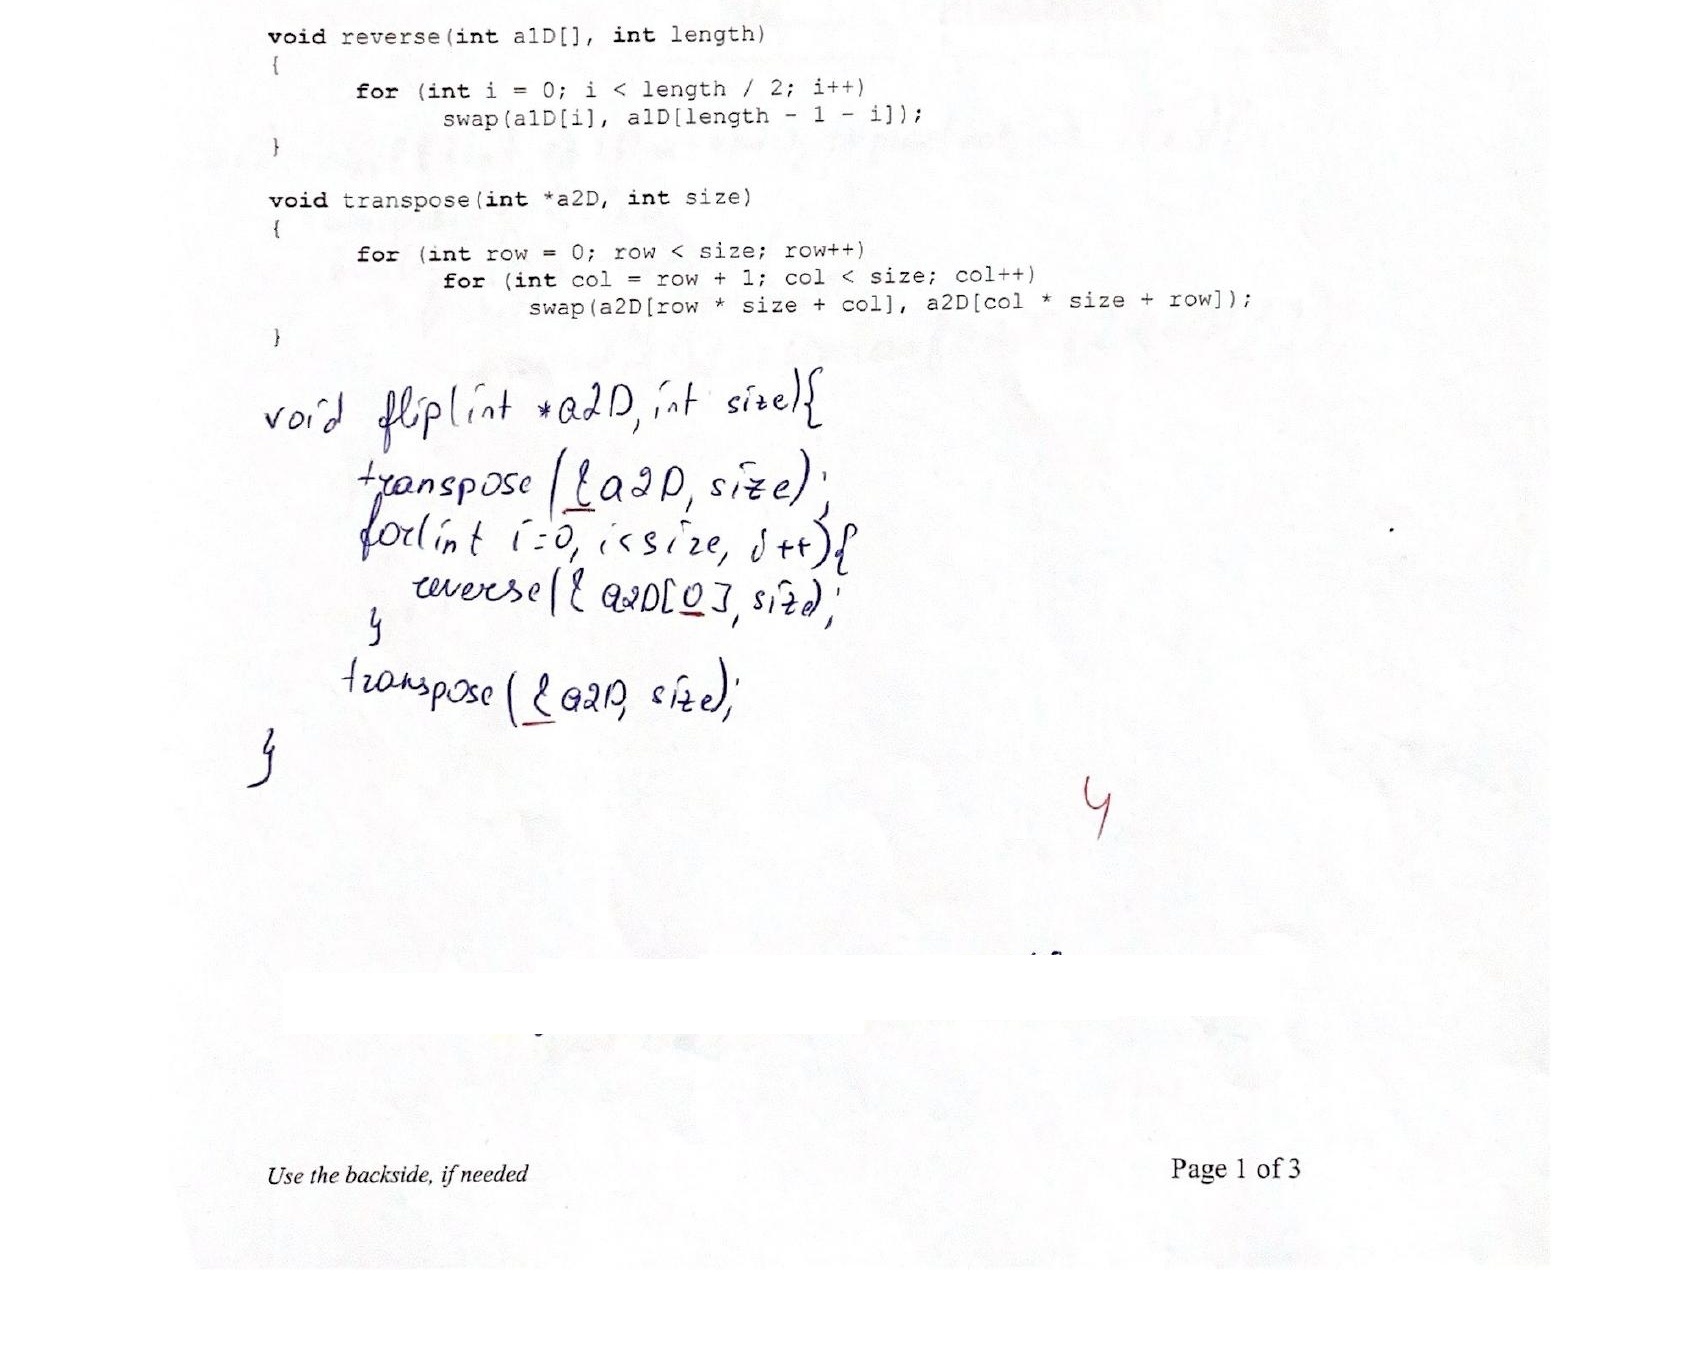 void reverse(int a1D[], int length)
{
for (int i = 0; i < length / 2; i++)
swap(a1D[i], a1D[length - 1 - i]);
}
void transpose(int *a2D, int size)
{
for (int row = 0; row < size; row++)
for (int col = row + 1; col < size; col++)
swap(a2D[row * size + col], a2D[col * size + row]);
}
void flip(int *a2D, int size){
transpose(&a2D, size);
for(int i=0, i<size, i++){
reverse(&a2D[0], size);
}
transpose(&a2D, size);
}
4
Use the backside, if needed
Page 1 of 3